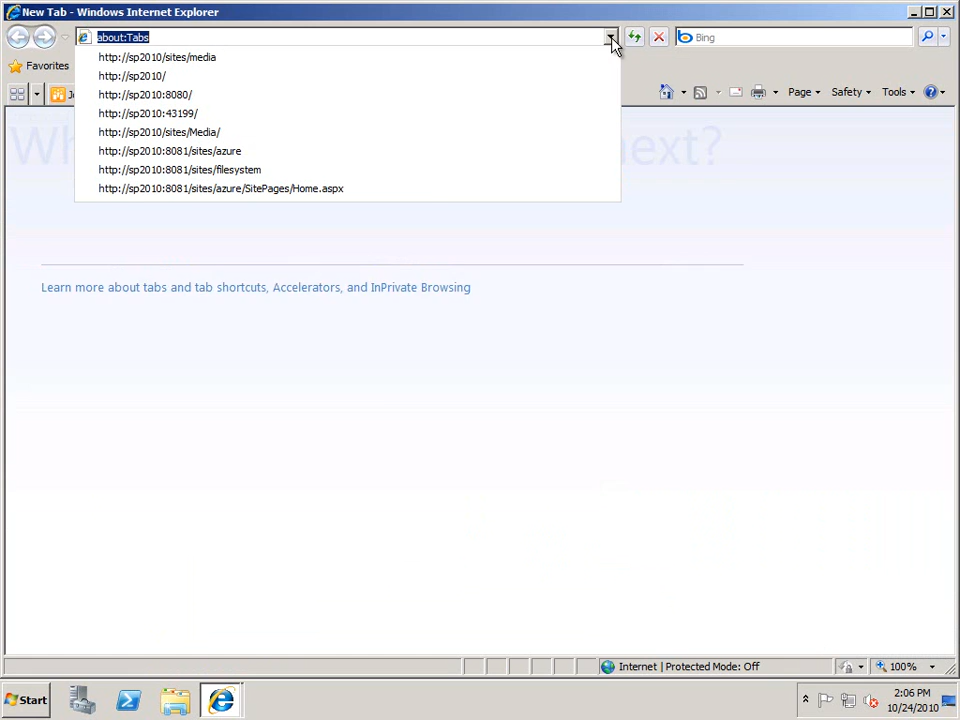 New Tab - Windows Internet Explorer
about:Tabs
Bing
Favorites
http://sp2010/sites/media
http://sp2010/
http://sp2010:8080/
http://sp2010:43199/
http://sp2010/sites/Media/
http://sp2010:8081/sites/azure
http://sp2010:8081/sites/filesystem
http://sp2010:8081/sites/azure/SitePages/Home.aspx
Page
Safety
Tools
next?
Learn more about tabs and tab shortcuts, Accelerators, and InPrivate Browsing
Internet | Protected Mode: Off
100%
Start
2:06 PM
10/24/2010